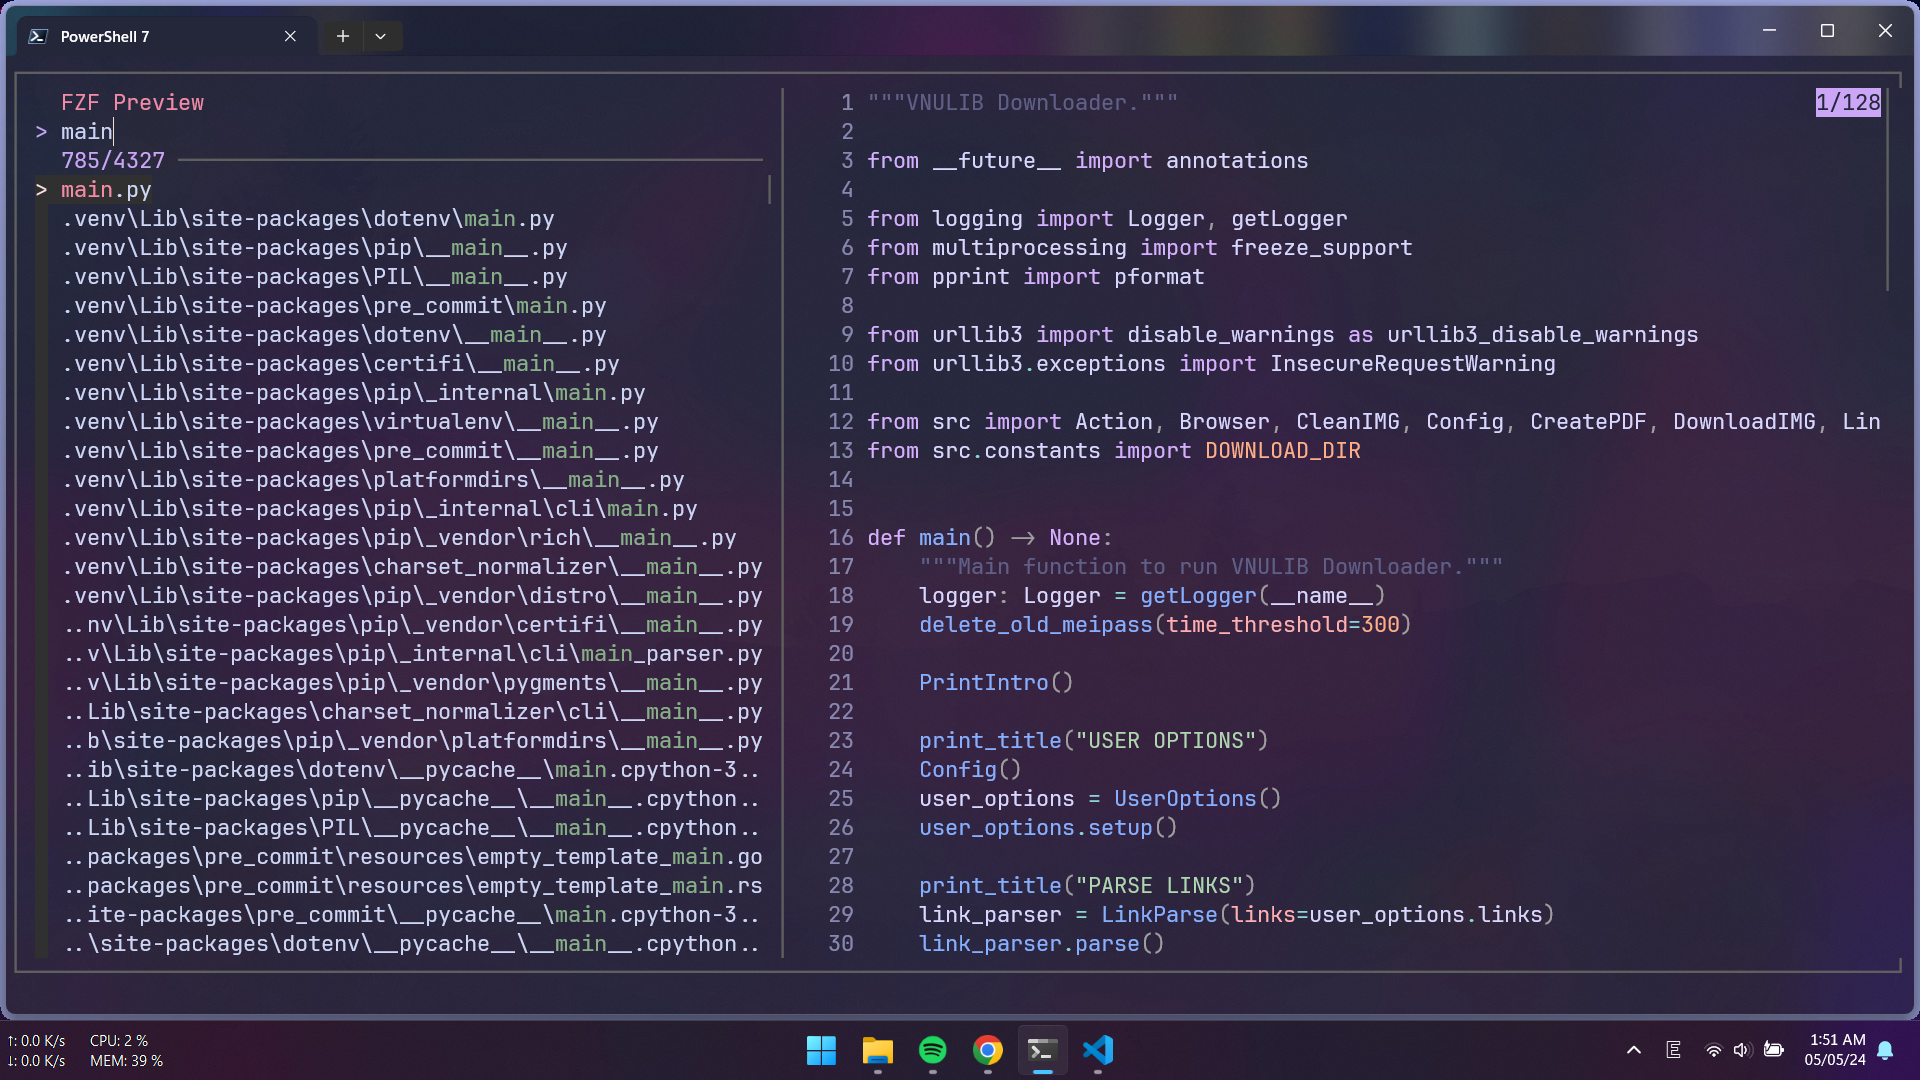 PowerShell 7
FZF Preview
> main
785/4327
> main.py
.venv\Lib\site-packages\dotenv\main.py
.venv\Lib\site-packages\pip\__main__.py
.venv\Lib\site-packages\PIL\__main__.py
.venv\Lib\site-packages\pre_commit\main.py
.venv\Lib\site-packages\dotenv\__main__.py
.venv\Lib\site-packages\certifi\__main__.py
.venv\Lib\site-packages\pip\_internal\main.py
.venv\Lib\site-packages\virtualenv\__main__.py
.venv\Lib\site-packages\pre_commit\__main__.py
.venv\Lib\site-packages\platformdirs\__main__.py
.venv\Lib\site-packages\pip\_internal\cli\main.py
.venv\Lib\site-packages\pip\_vendor\rich\__main__.py
.venv\Lib\site-packages\charset_normalizer\__main__.py
.venv\Lib\site-packages\pip\_vendor\distro\__main__.py
..nv\Lib\site-packages\pip\_vendor\certifi\__main__.py
..v\Lib\site-packages\pip\_internal\cli\main_parser.py
..v\Lib\site-packages\pip\_vendor\pygments\__main__.py
..Lib\site-packages\charset_normalizer\cli\__main__.py
..b\site-packages\pip\_vendor\platformdirs\__main__.py
..ib\site-packages\dotenv\__pycache__\main.cpython-3..
..Lib\site-packages\pip\__pycache__\__main__.cpython..
..Lib\site-packages\PIL\__pycache__\__main__.cpython..
..packages\pre_commit\resources\empty_template_main.go
..packages\pre_commit\resources\empty_template_main.rs
..ite-packages\pre_commit\__pycache__\main.cpython-3..
..\site-packages\dotenv\__pycache__\__main__.cpython..
1/128
1 """VNULIB Downloader."""
2
3 from __future__ import annotations
4
5 from logging import Logger, getLogger
6 from multiprocessing import freeze_support
7 from pprint import pformat
8
9 from urllib3 import disable_warnings as urllib3_disable_warnings
10 from urllib3.exceptions import InsecureRequestWarning
11
12 from src import Action, Browser, CleanIMG, Config, CreatePDF, DownloadIMG, Lin
13 from src.constants import DOWNLOAD_DIR
14
15
16 def main() -> None:
17     """Main function to run VNULIB Downloader."""
18     logger: Logger = getLogger(__name__)
19     delete_old_meipass(time_threshold=300)
20
21     PrintIntro()
22
23     print_title("USER OPTIONS")
24     Config()
25     user_options = UserOptions()
26     user_options.setup()
27
28     print_title("PARSE LINKS")
29     link_parser = LinkParse(links=user_options.links)
30     link_parser.parse()
↑: 0.0 K/s CPU: 2 %
↓: 0.0 K/s MEM: 39 %
E
1:51 AM
05/05/24